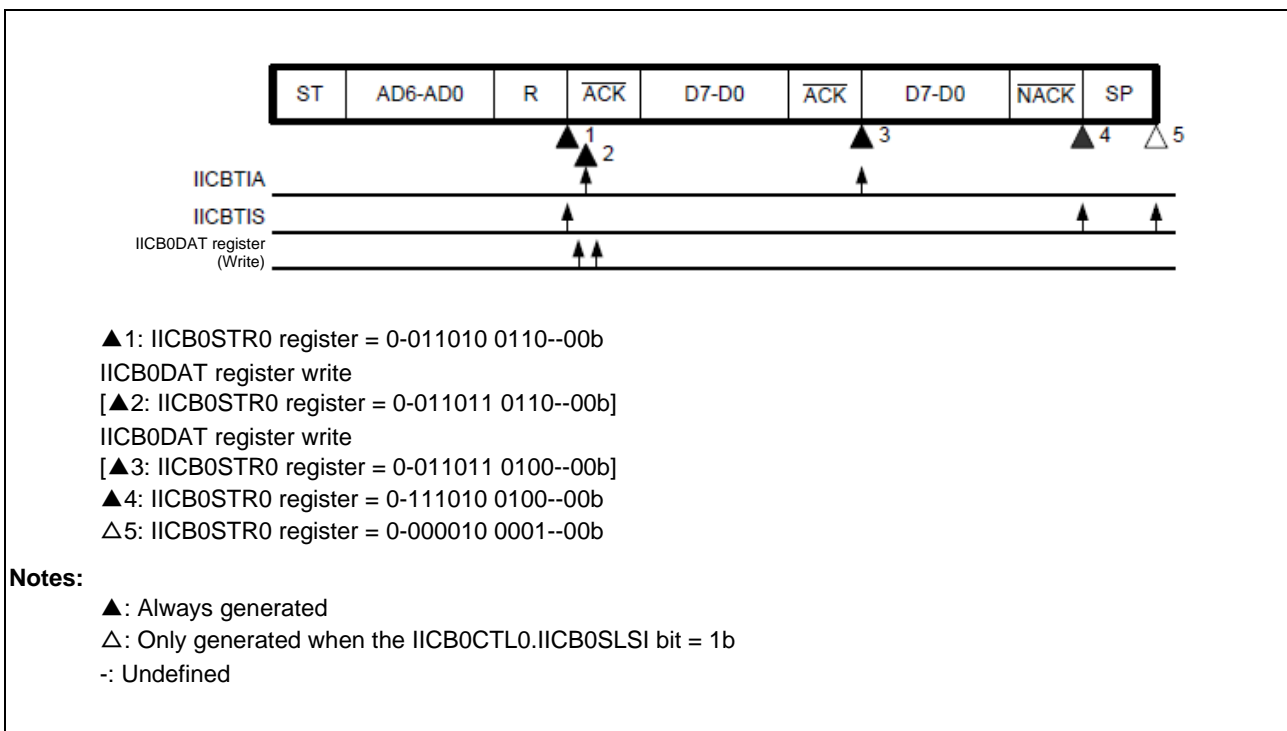 ST AD6-AD0 R ACK D7-D0 ACK D7-D0 NACK SP
▲1 ▲3 ▲4 △5
▲2
IICBTIA
IICBTIS
IICB0DAT register
(Write)
▲1: IICB0STR0 register = 0-011010 0110--00b
IICB0DAT register write
[▲2: IICB0STR0 register = 0-011011 0110--00b]
IICB0DAT register write
[▲3: IICB0STR0 register = 0-011011 0100--00b]
▲4: IICB0STR0 register = 0-111010 0100--00b
△5: IICB0STR0 register = 0-000010 0001--00b
Notes:
▲: Always generated
△: Only generated when the IICB0CTL0.IICB0SLSI bit = 1b
-: Undefined